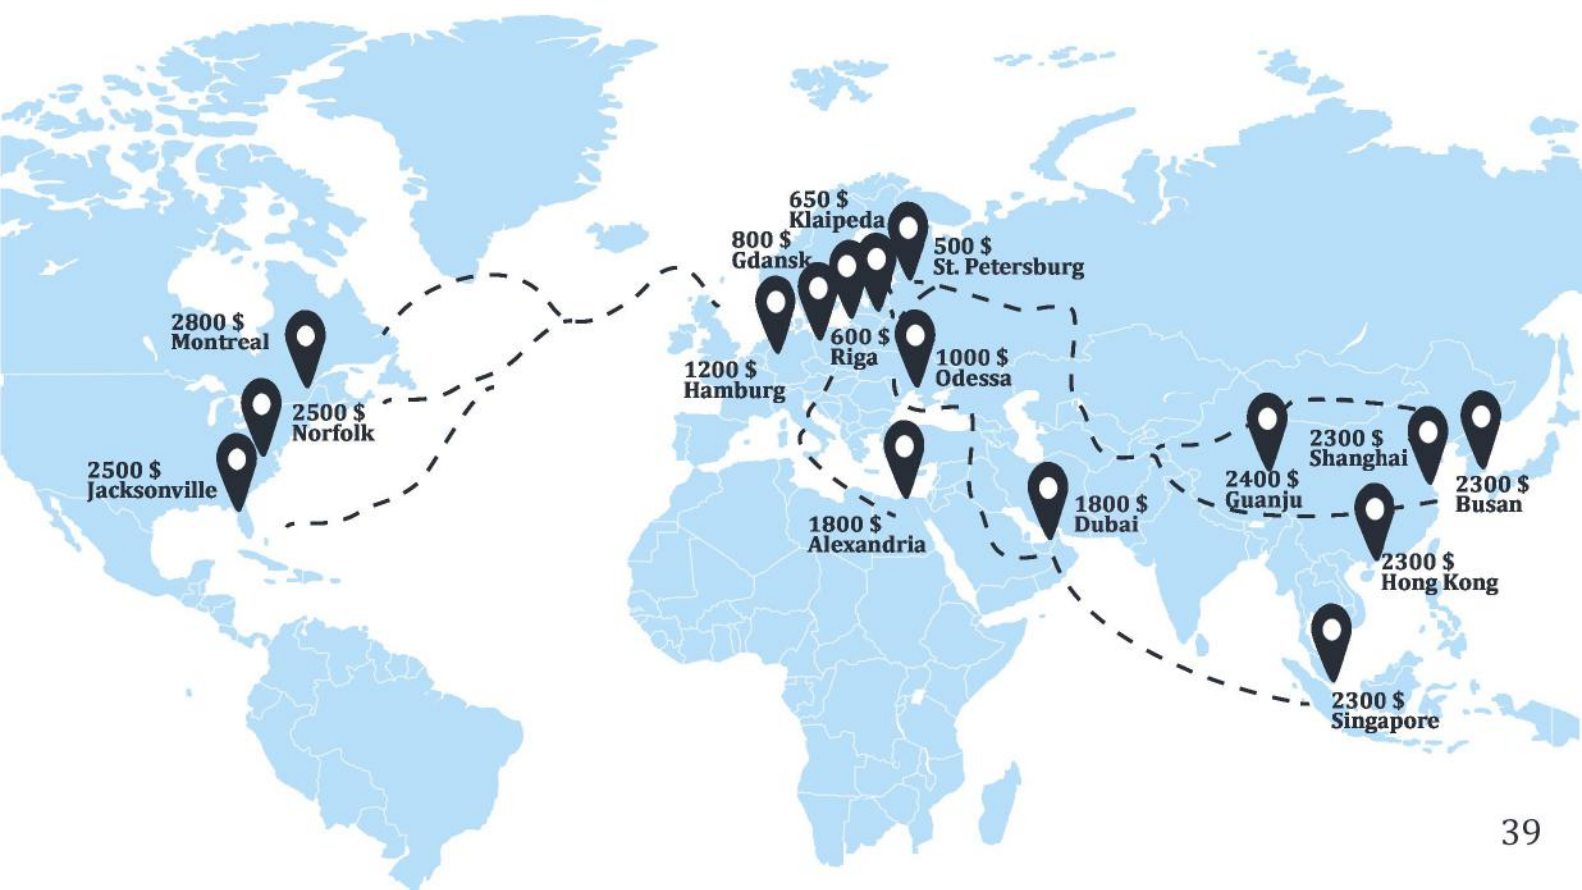 650 $
Klaipeda
800 $
Gdansk
500 $
St. Petersburg
2800 $
Montreal
600 $
Riga
1000 $
Odessa
1200 $
Hamburg
2500 $
Norfolk
2300 $
Shanghai
2500 $
Jacksonville
2400 $
Guanju
2300 $
Busan
1800 $
Dubai
1800 $
Alexandria
2300 $
Hong Kong
2300 $
Singapore
39